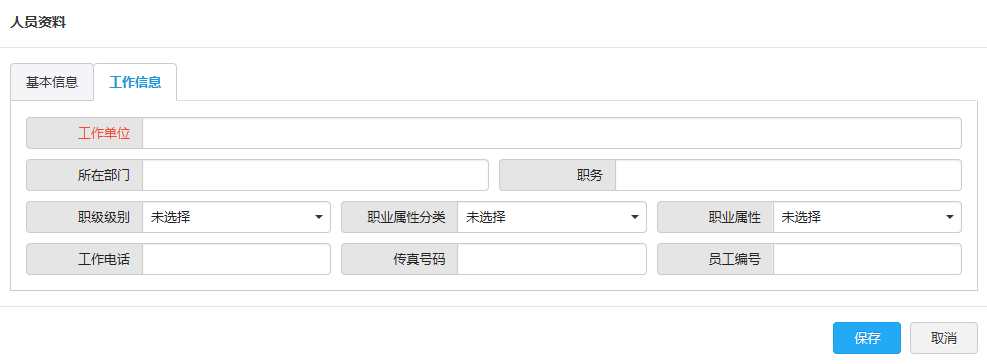 人员资料
基本信息 工作信息
工作单位
所在部门 职务
职级级别 未选择 职业属性分类 未选择 职业属性 未选择
工作电话 传真号码 员工编号
保存 取消